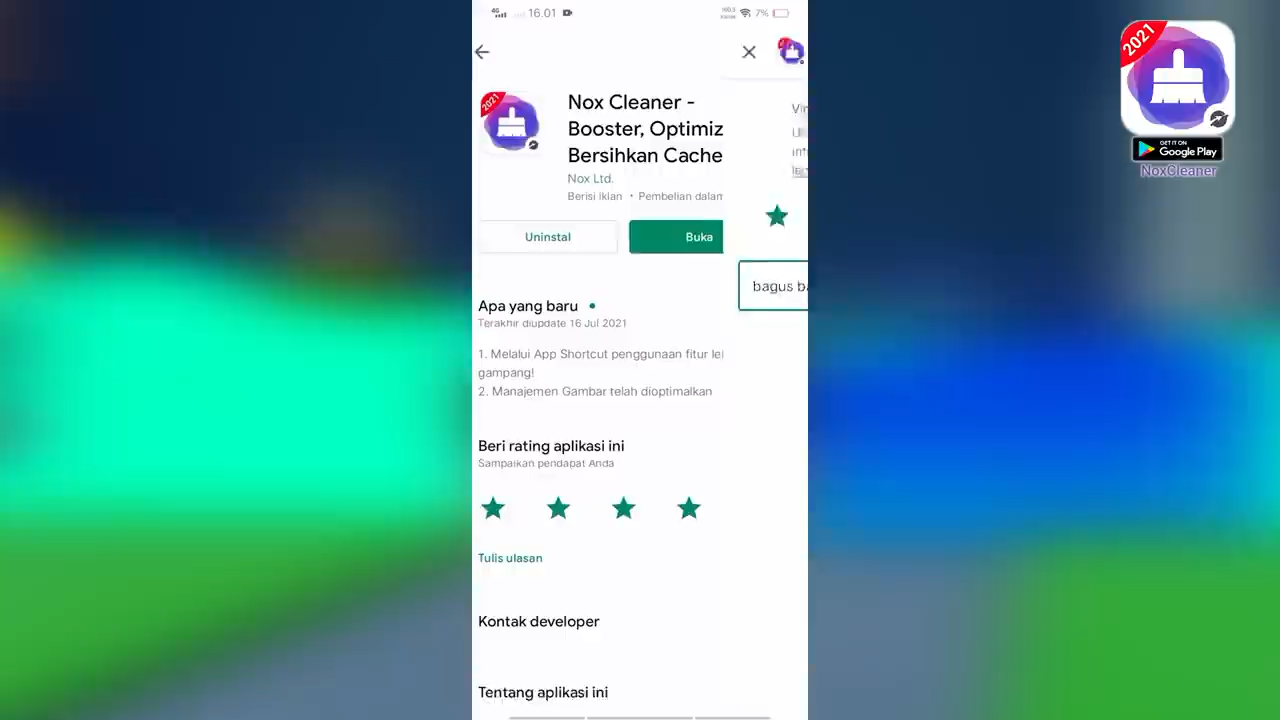 16.01
7%
Nox Cleaner -
Booster, Optimiz
Bersihkan Cache
Nox Ltd.
Berisi Iklan • Pembelian dalam
Uninstal
Buka
bagus ba
Apa yang baru
Terakhir diupdate 16 Jul 2021
1. Melalui App Shortcut penggunaan fitur le
gampang!
2. Manajemen Gambar telah dioptimalkan
Beri rating aplikasi ini
Sampaikan pendapat Anda
Tulis ulasan
Kontak developer
Tentang aplikasi ini
2021
GET IT ON
Google Play
NoxCleaner